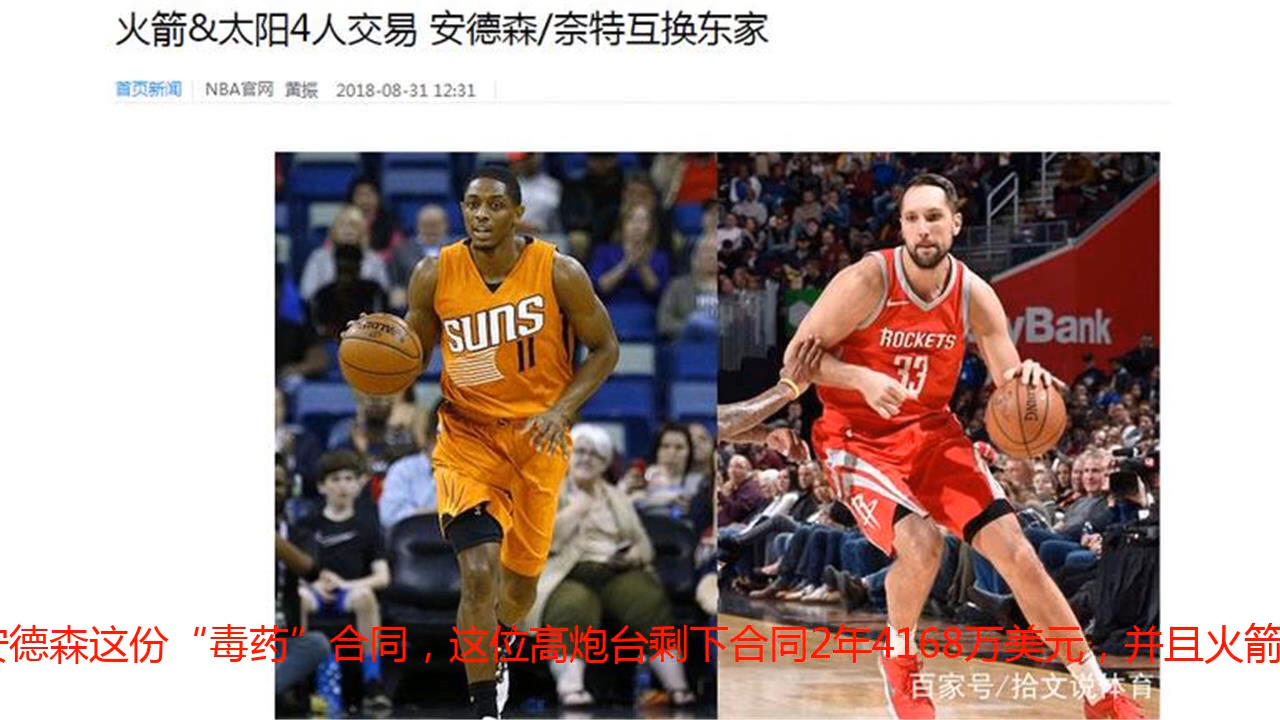 火箭&太阳4人交易 安德森/奈特互换东家
首页新闻 NBA官网 黄振 2018-08-31 12:31
SUNS
11
yBank
ROCKETS
33
安德森这份“毒药”合同，这位高炮台剩下合同2年4168万美元，并且火箭
百家号/拾文说体育